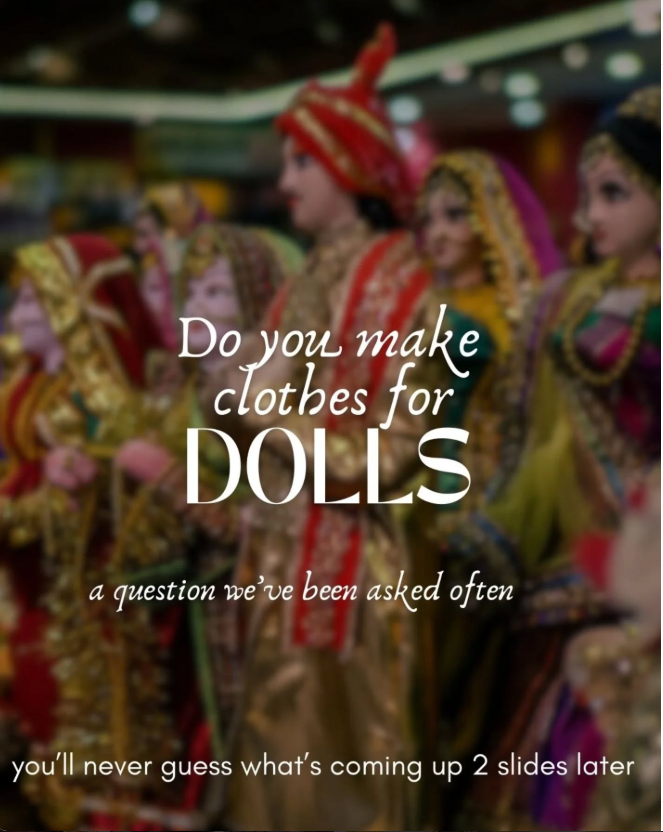 Do you make
clothes for
DOLLS
a question we've been asked often
you'll never guess what's coming up 2 slides later